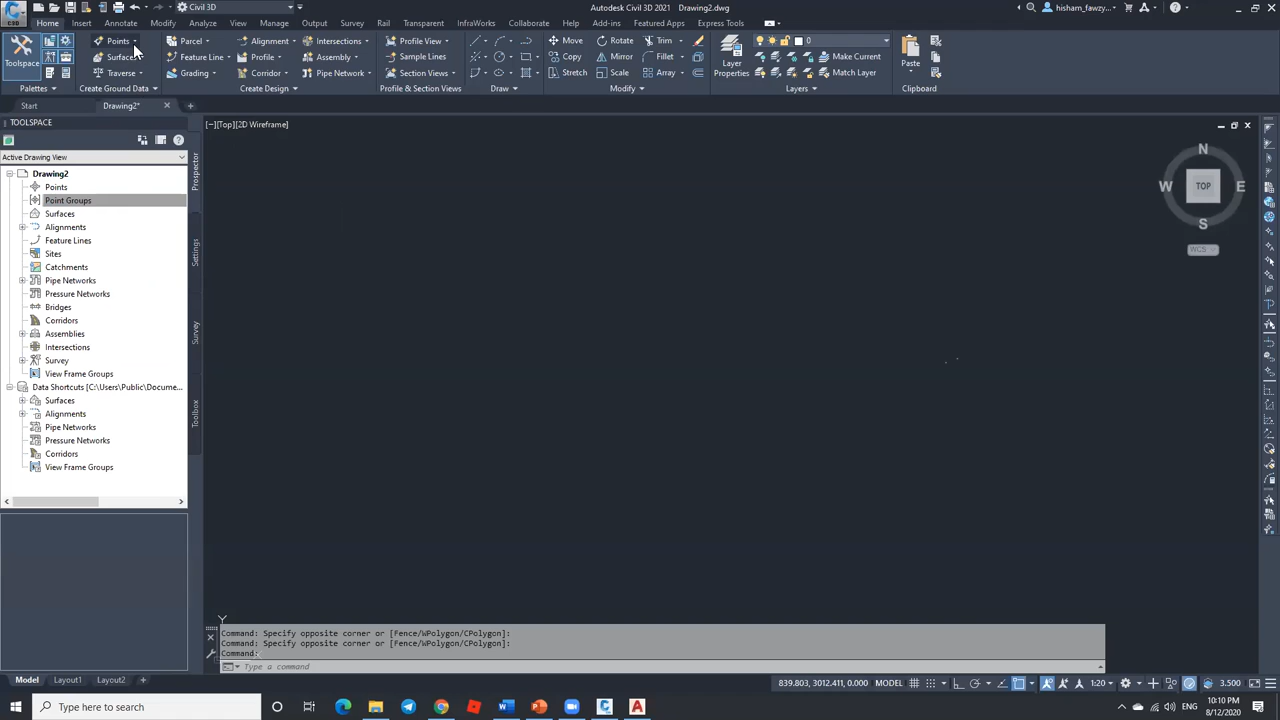 C3D
Civil 3D
Autodesk Civil 3D 2021 Drawing2.dwg
hisham_fawzy...
Home Insert Annotate Modify Analyze View Manage Output Survey Rail Transparent InfraWorks Collaborate Help Add-ins Featured Apps Express Tools
Toolspace
Palettes
Points
Surfaces
Traverse
Create Ground Data
Parcel
Feature Line
Grading
Alignment
Profile
Corridor
Intersections
Assembly
Pipe Network
Create Design
Profile View
Sample Lines
Section Views
Profile & Section Views
Draw
Move Rotate Trim
Copy Mirror Fillet
Stretch Scale Array
Modify
Layer
Properties
0
Make Current
Match Layer
Layers
Paste
Clipboard
Start Drawing2*
TOOLSPACE
Active Drawing View
Drawing2
Points
Point Groups
Surfaces
Alignments
Feature Lines
Sites
Catchments
Pipe Networks
Pressure Networks
Bridges
Corridors
Assemblies
Intersections
Survey
View Frame Groups
Data Shortcuts [C:\Users\Public\Docume...
Surfaces
Alignments
Pipe Networks
Pressure Networks
Corridors
View Frame Groups
Prospector
Settings
Survey
Toolbox
[−][Top][2D Wireframe]
N
W TOP E
S
WCS
Y
Command: Specify opposite corner or [Fence/WPolygon/CPolygon]:
Command: Specify opposite corner or [Fence/WPolygon/CPolygon]:
Command:
Type a command
Model Layout1 Layout2
839.803, 3012.411, 0.000 MODEL
1:20
3.500
Type here to search
10:10 PM
8/12/2020